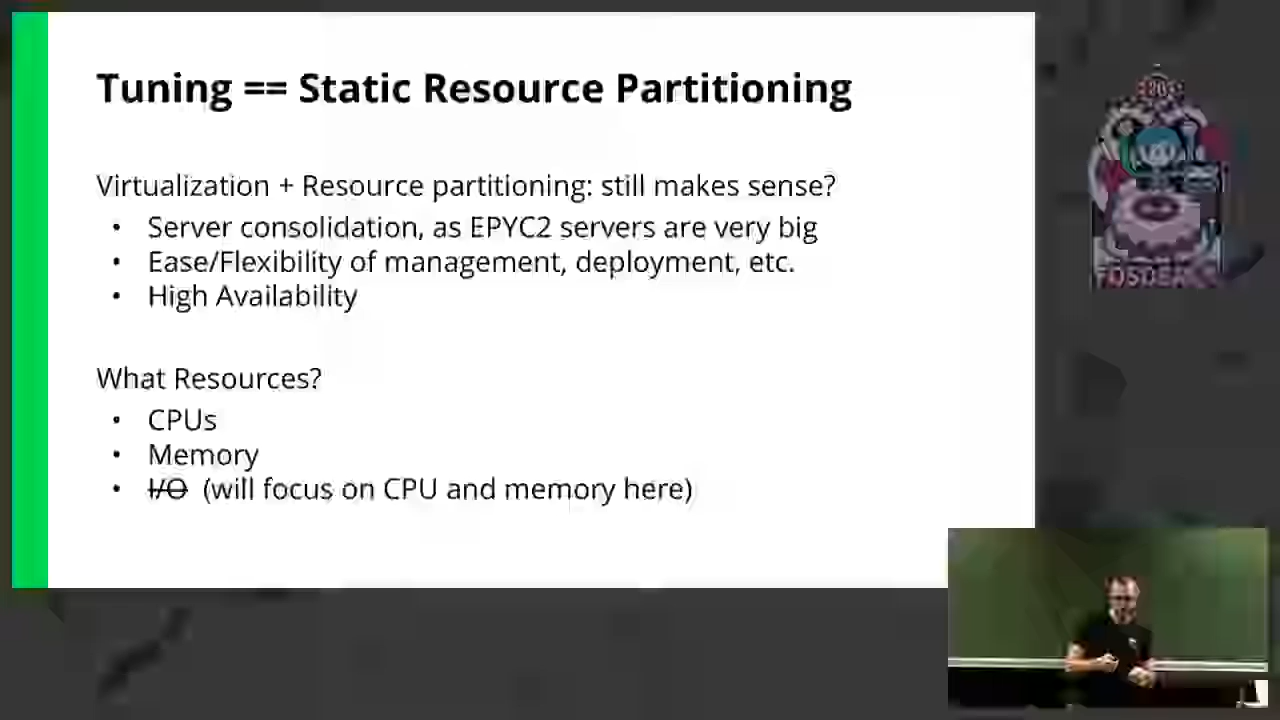 Tuning == Static Resource Partitioning
Virtualization + Resource partitioning: still makes sense?
• Server consolidation, as EPYC2 servers are very big
• Ease/Flexibility of management, deployment, etc.
• High Availability
What Resources?
• CPUs
• Memory
• I/O (will focus on CPU and memory here)